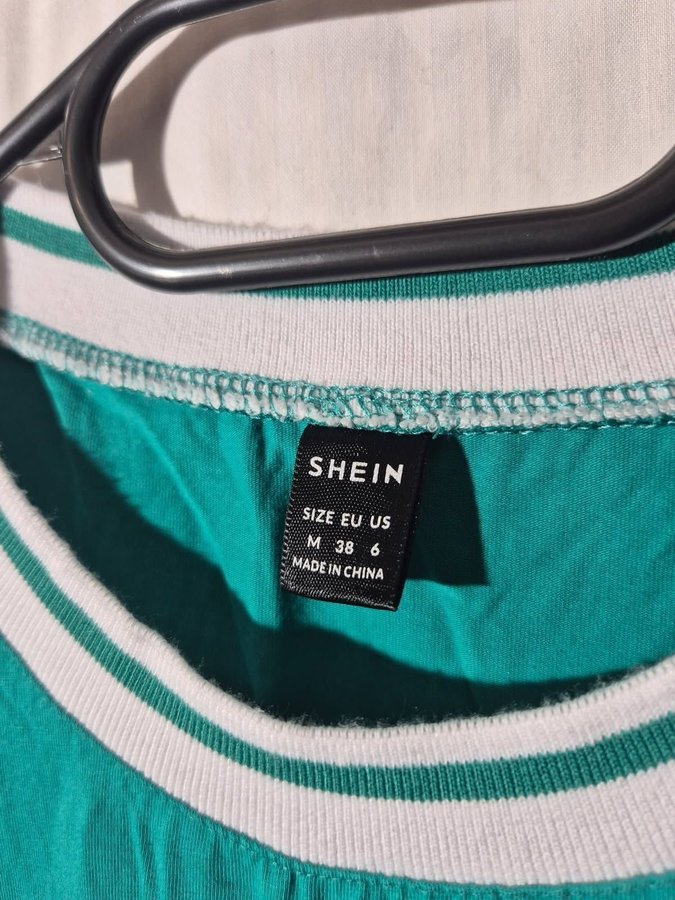 SHEIN
SIZE EU US
M 38 6
MADE IN CHINA